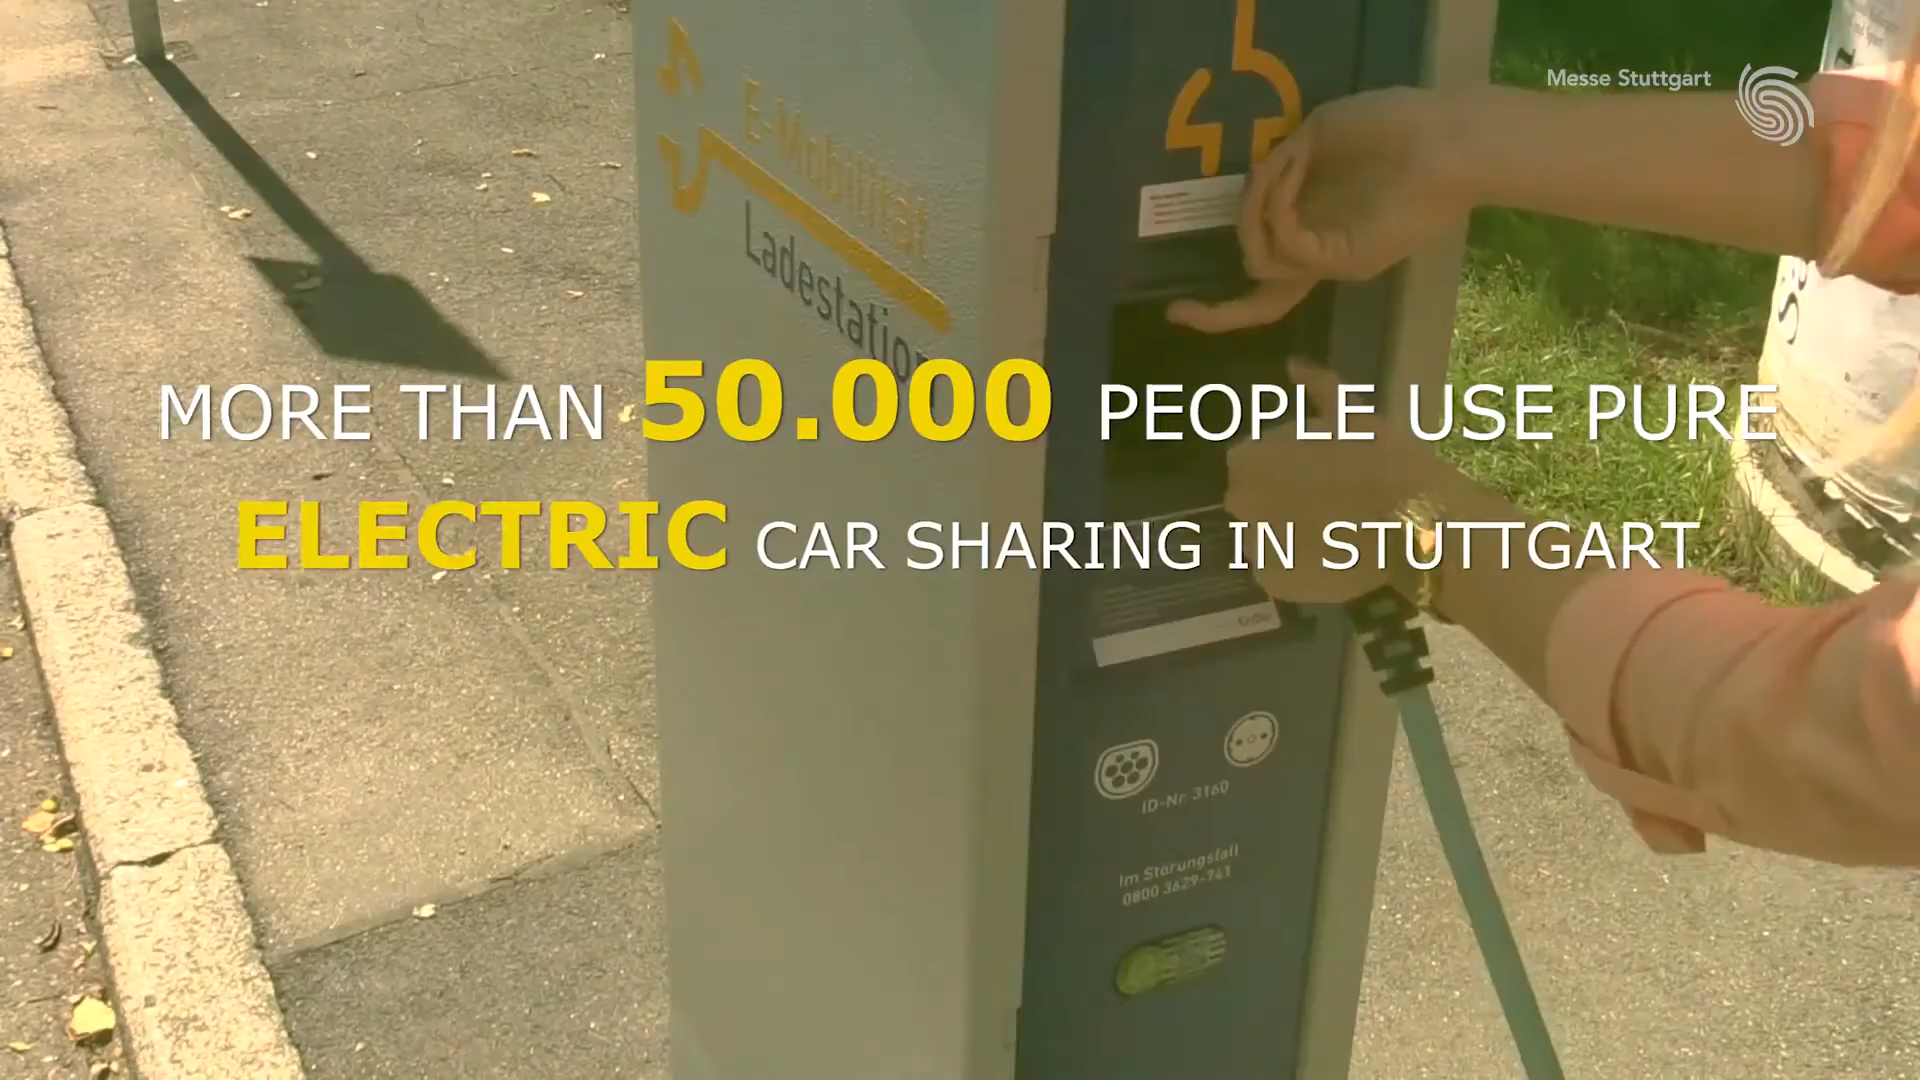 Messe Stuttgart
E-Mobilität
Ladestation
MORE THAN 50.000 PEOPLE USE PURE
ELECTRIC CAR SHARING IN STUTTGART
EnBW
ID-Nr. 3160
Im Störungsfall
0800 3629-741